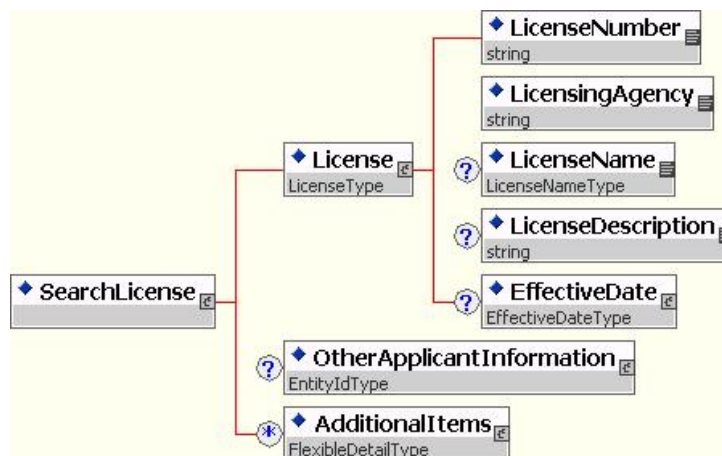 LicenseNumber
string
LicensingAgency
string
License
LicenseType
? LicenseName
LicenseNameType
? LicenseDescription
string
SearchLicense
? EffectiveDate
EffectiveDateType
? OtherApplicantInformation
EntityIdType
* AdditionalItems
FlexibleDetailType